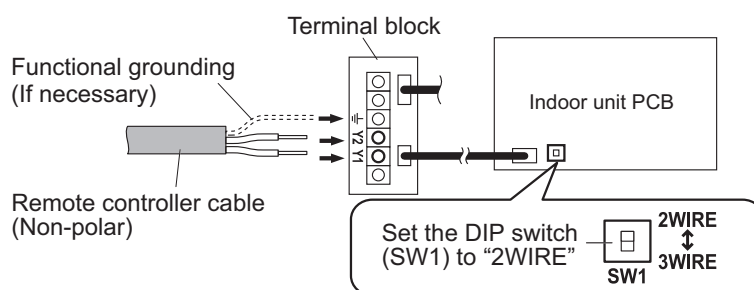 Terminal block
Functional grounding
(If necessary)
Indoor unit PCB
Y2
Y1
Remote controller cable
(Non-polar)
Set the DIP switch
(SW1) to “2WIRE”
2WIRE
3WIRE
SW1